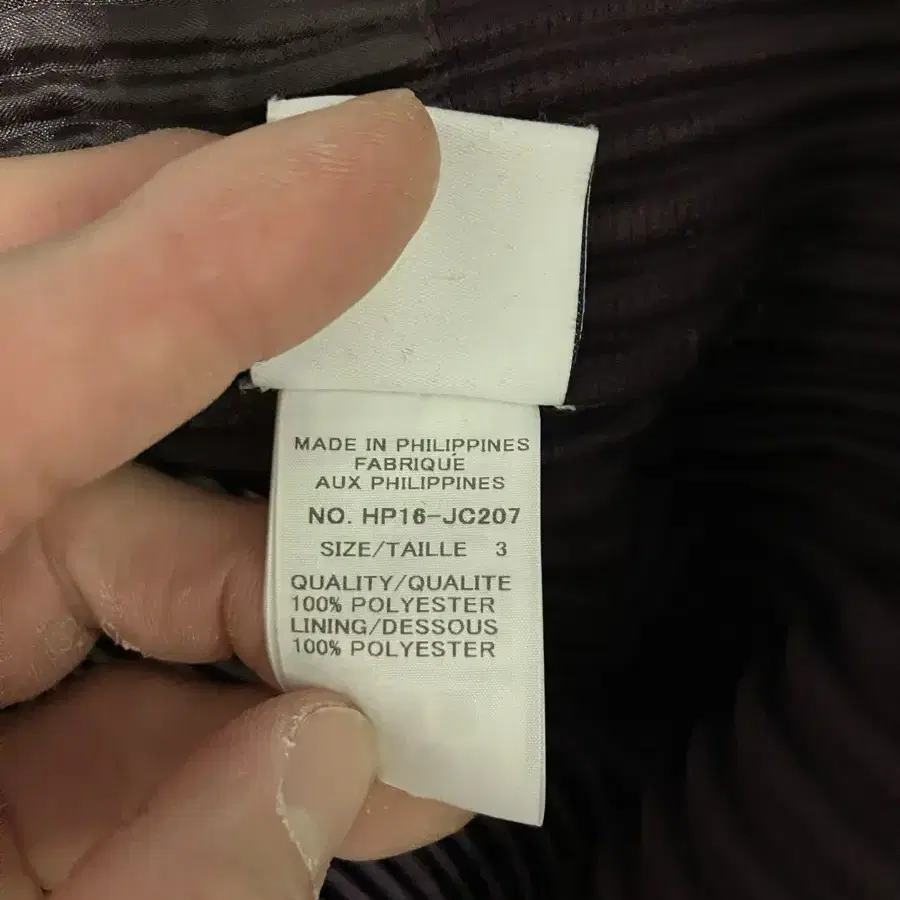 MADE IN PHILIPPINES
FABRIQUÉ
AUX PHILIPPINES
NO. HP16-JC207
SIZE/TAILLE 3
QUALITY/QUALITE
100% POLYESTER
LINING/DESSOUS
100% POLYESTER